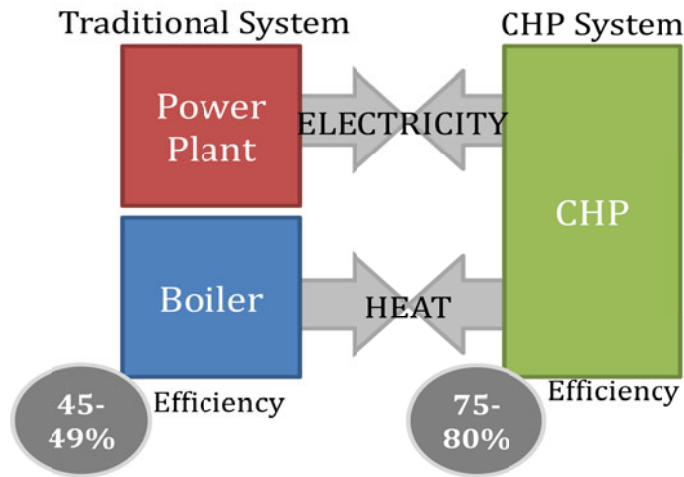 Traditional System
CHP System
Power
Plant
ELECTRICITY
CHP
Boiler
HEAT
45-
49%
Efficiency
75-
80%
Efficiency